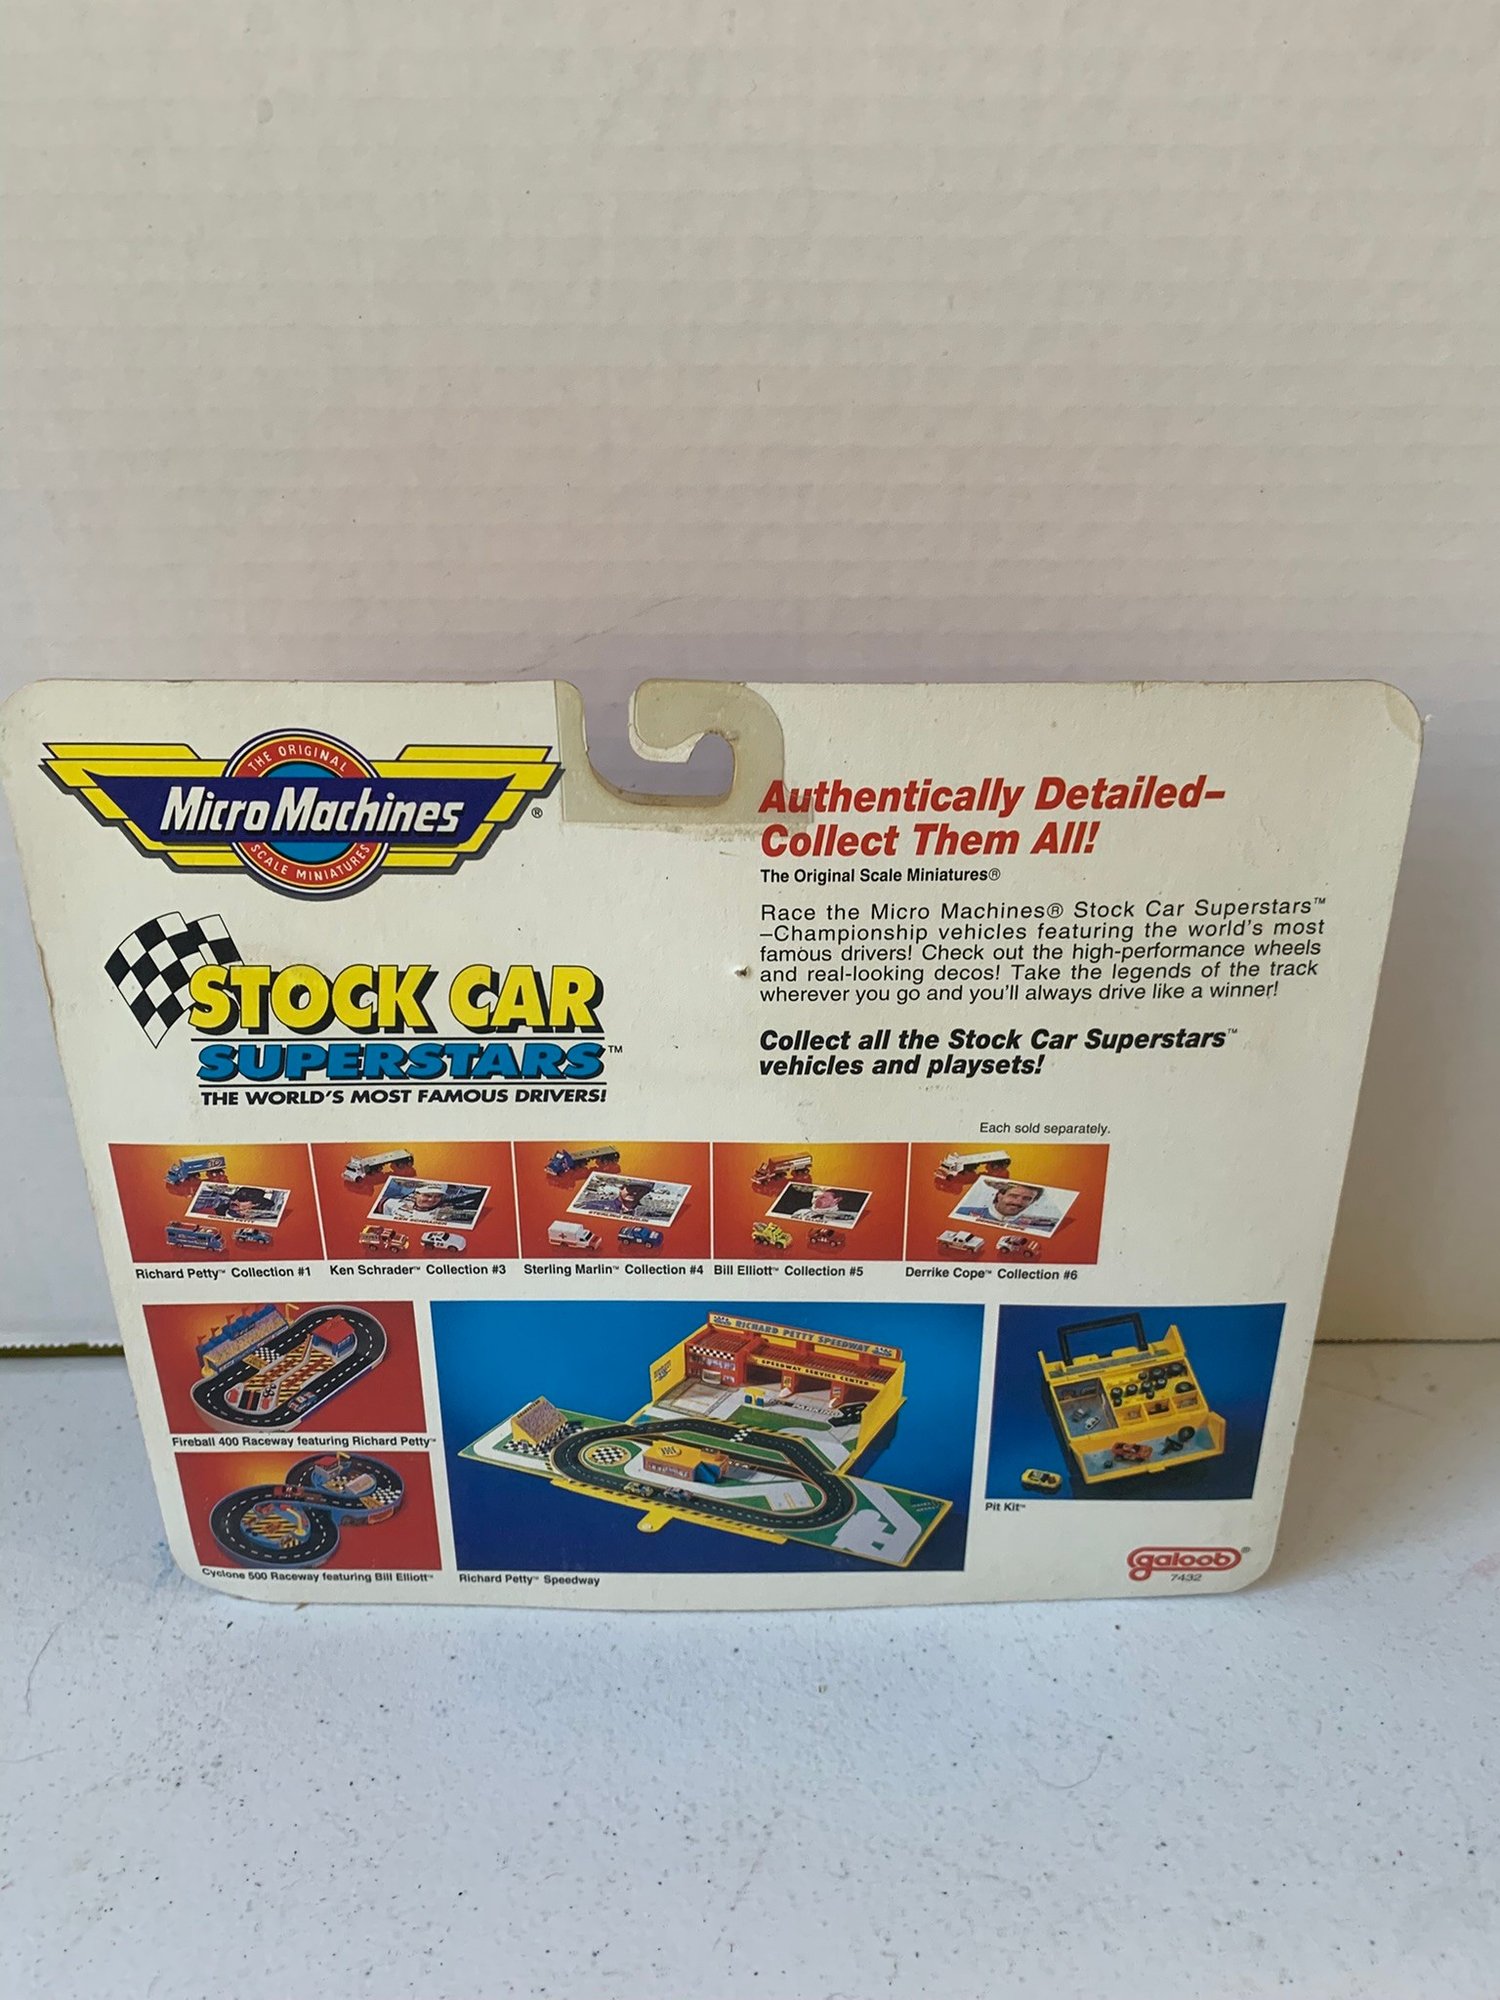 THE ORIGINAL
Micro Machines®
SCALE MINIATURES
STOCK CAR
SUPERSTARS™
THE WORLD'S MOST FAMOUS DRIVERS!
Authentically Detailed–
Collect Them All!
The Original Scale Miniatures®
Race the Micro Machines® Stock Car Superstars™
–Championship vehicles featuring the world's most
famous drivers! Check out the high-performance wheels
and real-looking decos! Take the legends of the track
wherever you go and you'll always drive like a winner!
Collect all the Stock Car Superstars™
vehicles and playsets!
Each sold separately.
KEN SCHRADER
STERLING MARLIN
Richard Petty™ Collection #1
Ken Schrader™ Collection #3
Sterling Marlin™ Collection #4
Bill Elliott™ Collection #5
Derrike Cope™ Collection #6
Fireball 400 Raceway featuring Richard Petty™
Cyclone 500 Raceway featuring Bill Elliott™
RICHARD PETTY SPEEDWAY
SPEEDWAY SERVICE CENTER
PARKING
Richard Petty™ Speedway
Pit Kit™
galoob®
7432